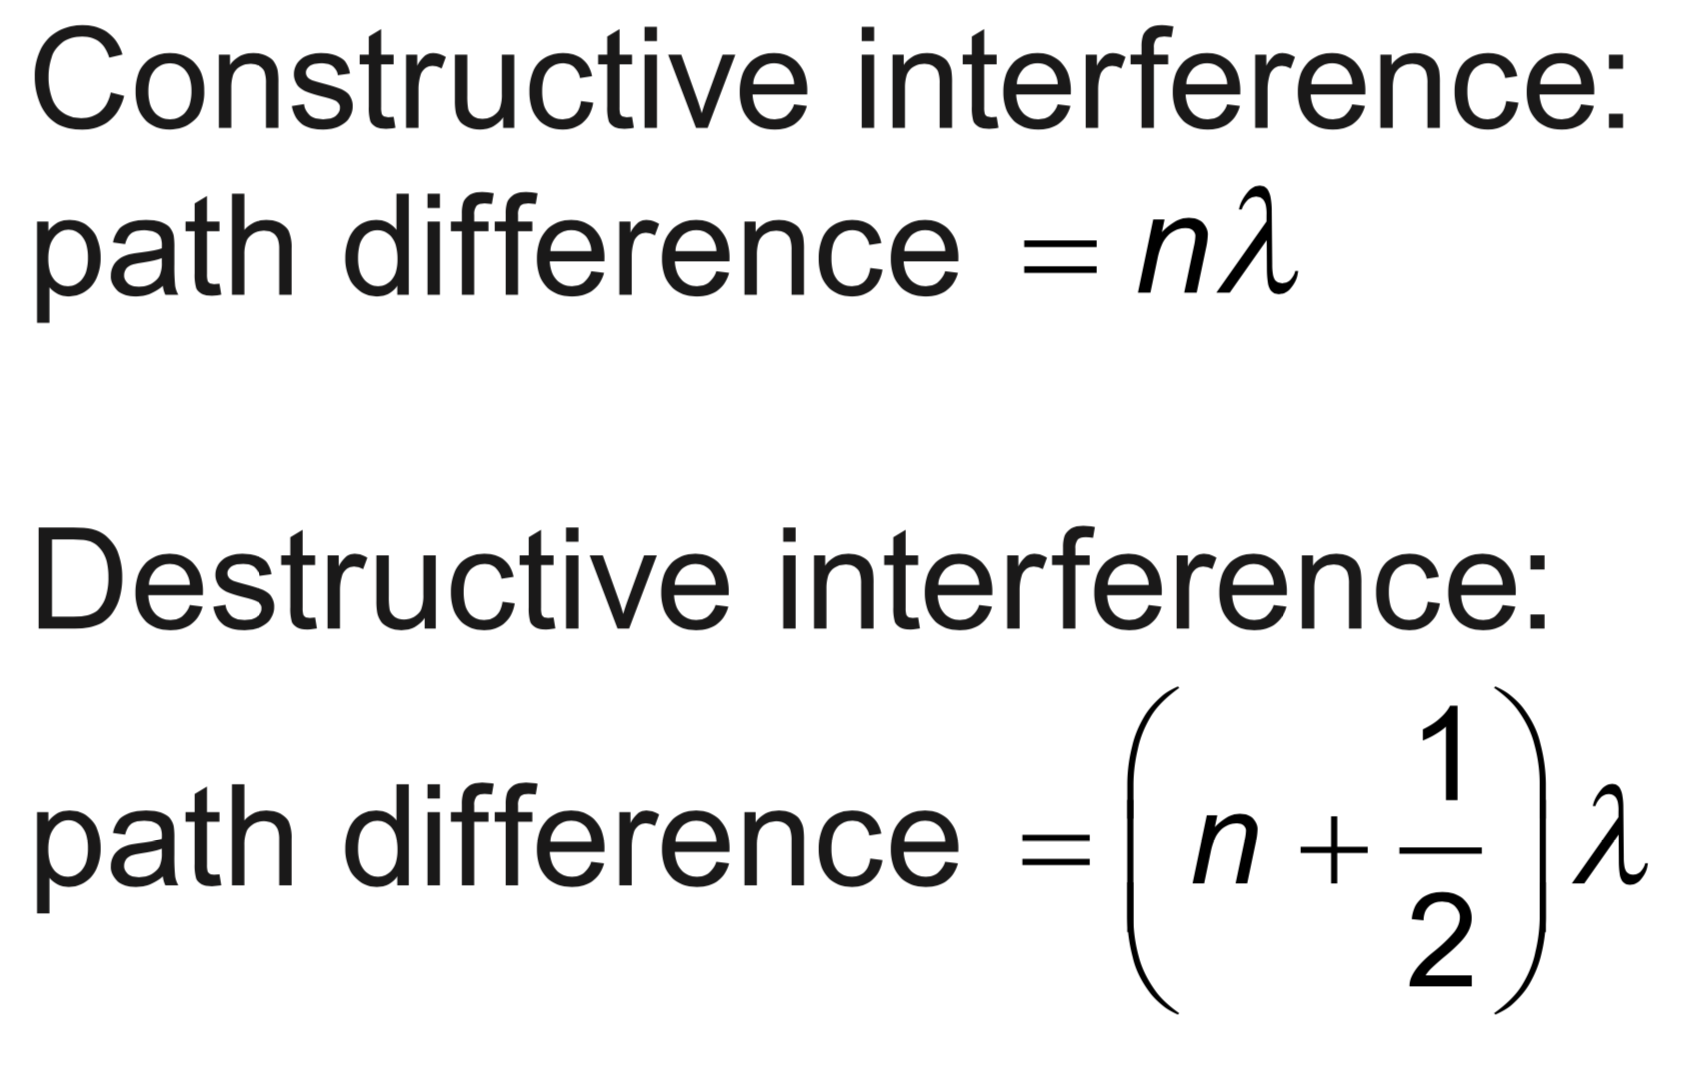 Constructive interference:
path difference = nλ
Destructive interference:
path difference = (n + 1/2) λ